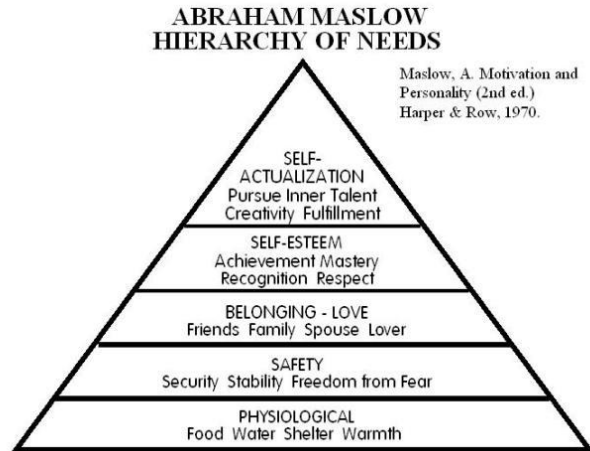 ABRAHAM MASLOW
HIERARCHY OF NEEDS
Maslow, A. Motivation and
Personality (2nd ed.)
Harper & Row, 1970.
SELF-
ACTUALIZATION
Pursue Inner Talent
Creativity Fulfillment
SELF-ESTEEM
Achievement Mastery
Recognition Respect
BELONGING - LOVE
Friends Family Spouse Lover
SAFETY
Security Stability Freedom from Fear
PHYSIOLOGICAL
Food Water Shelter Warmth